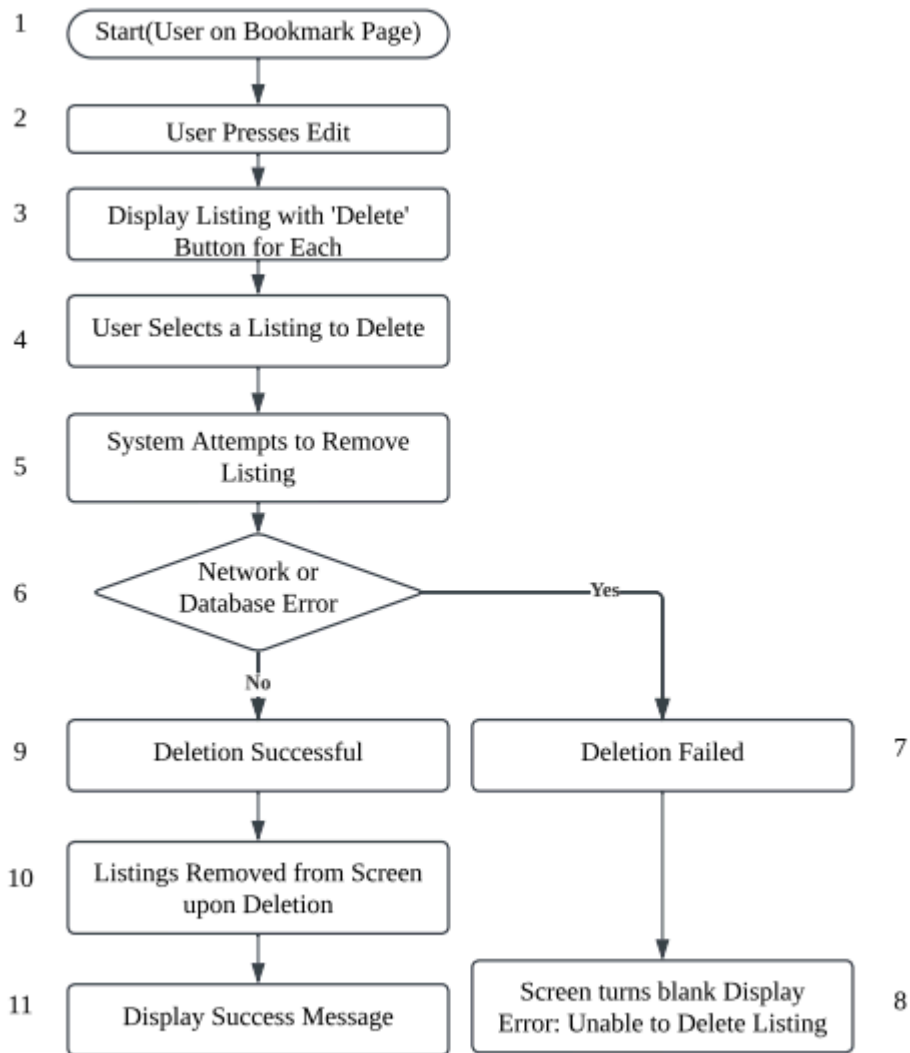 1
Start(User on Bookmark Page)
2
User Presses Edit
3
Display Listing with 'Delete'
Button for Each
4
User Selects a Listing to Delete
5
System Attempts to Remove
Listing
6
Network or
Database Error
Yes
No
9
Deletion Successful
Deletion Failed
7
10
Listings Removed from Screen
upon Deletion
11
Display Success Message
Screen turns blank Display
Error: Unable to Delete Listing
8